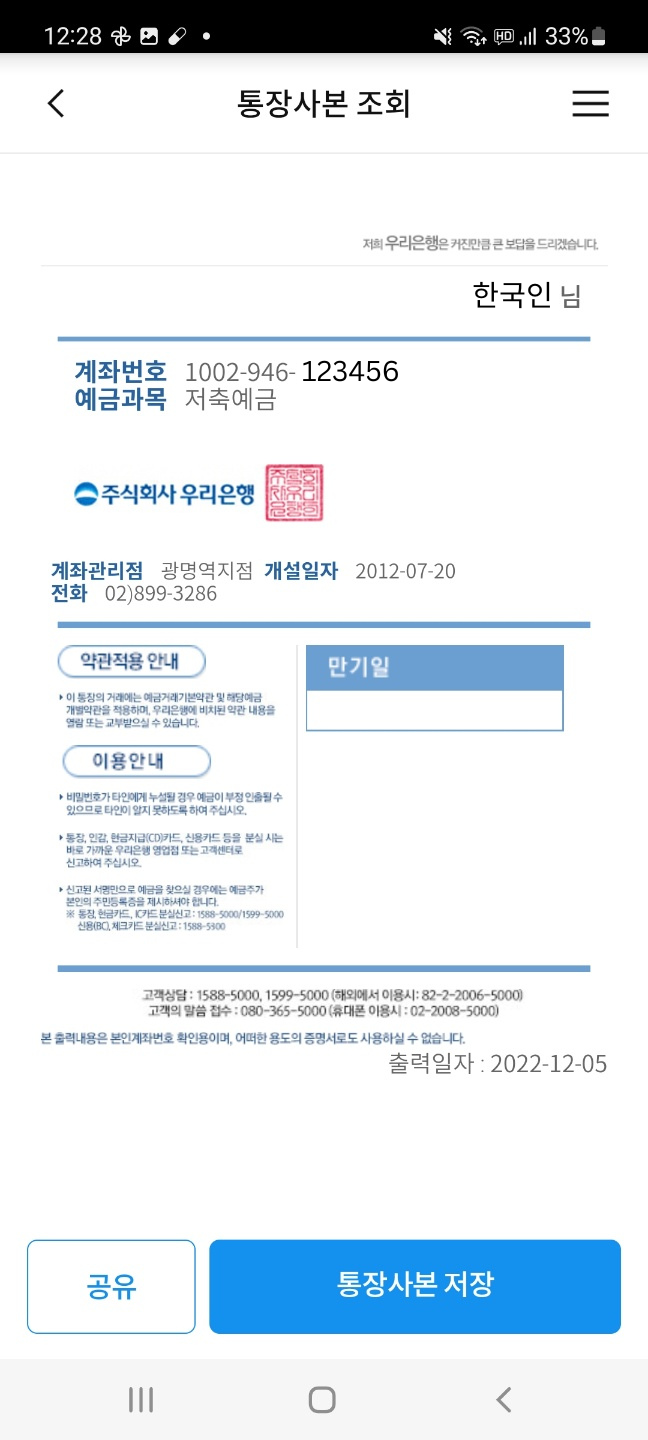 12:28
HD 33%
통장사본 조회
저희 우리은행은 커진만큼 큰 보답을 드리겠습니다.
한국인 님
계좌번호 1002-946- 123456
예금과목 저축예금
주식회사 우리은행
계좌관리점 광명역지점 개설일자 2012-07-20
전화 02)899-3286
약관적용 안내
이 통장의 거래에는 예금거래기본약관 및 해당예금
개별약관을 적용하며, 우리은행에 비치된 약관 내용을
열람 또는 교부받으실 수 있습니다.
이용안내
비밀번호가 타인에게 누설될 경우 예금이 부정 인출될 수
있으므로 타인이 알지 못하도록 하여 주십시오.
통장, 인감, 현금지급(CD)카드, 신용카드 등을 분실 시는
바로 가까운 우리은행 영업점 또는 고객센터로
신고하여 주십시오.
신고된 서명만으로 예금을 찾으실 경우에는 예금주가
본인의 주민등록증을 제시하셔야 합니다.
※ 통장, 현금카드, IC카드 분실신고 : 1588-5000/1599-5000
신용(BC), 체크카드 분실신고 : 1588-5300
만기일
고객상담 : 1588-5000, 1599-5000 (해외에서 이용시: 82-2-2006-5000)
고객의 말씀 접수 : 080-365-5000 (휴대폰 이용시 : 02-2008-5000)
본 출력내용은 본인계좌번호 확인용이며, 어떠한 용도의 증명서로도 사용하실 수 없습니다.
출력일자 : 2022-12-05
공유
통장사본 저장